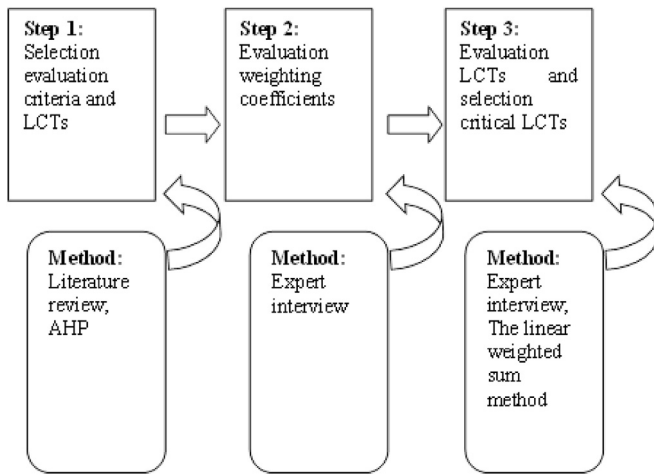 Step 1:
Selection
evaluation
criteria and
LCTs
Step 2:
Evaluation
weighting
coefficients
Step 3:
Evaluation
LCTs and
selection
critical LCTs
Method:
Literature
review,
AHP
Method:
Expert
interview
Method:
Expert
interview,
The linear
weighted
sum
method